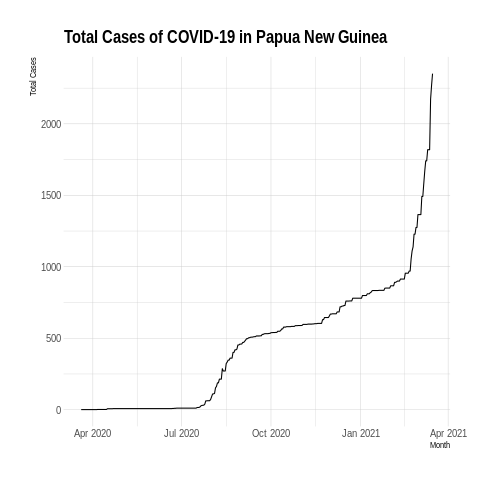 Total Cases of COVID-19 in Papua New Guinea
Total Cases
2000
1500
1000
500
0
Apr 2020 Jul 2020 Oct 2020 Jan 2021 Apr 2021
Month